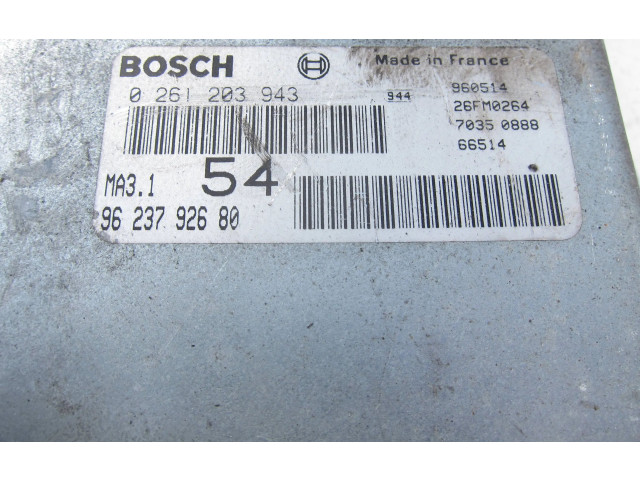 BOSCH Made in France
0 261 203 943 944 960514
26FM0264
7035 0888
66514
MA3.1 54
96 237 926 80